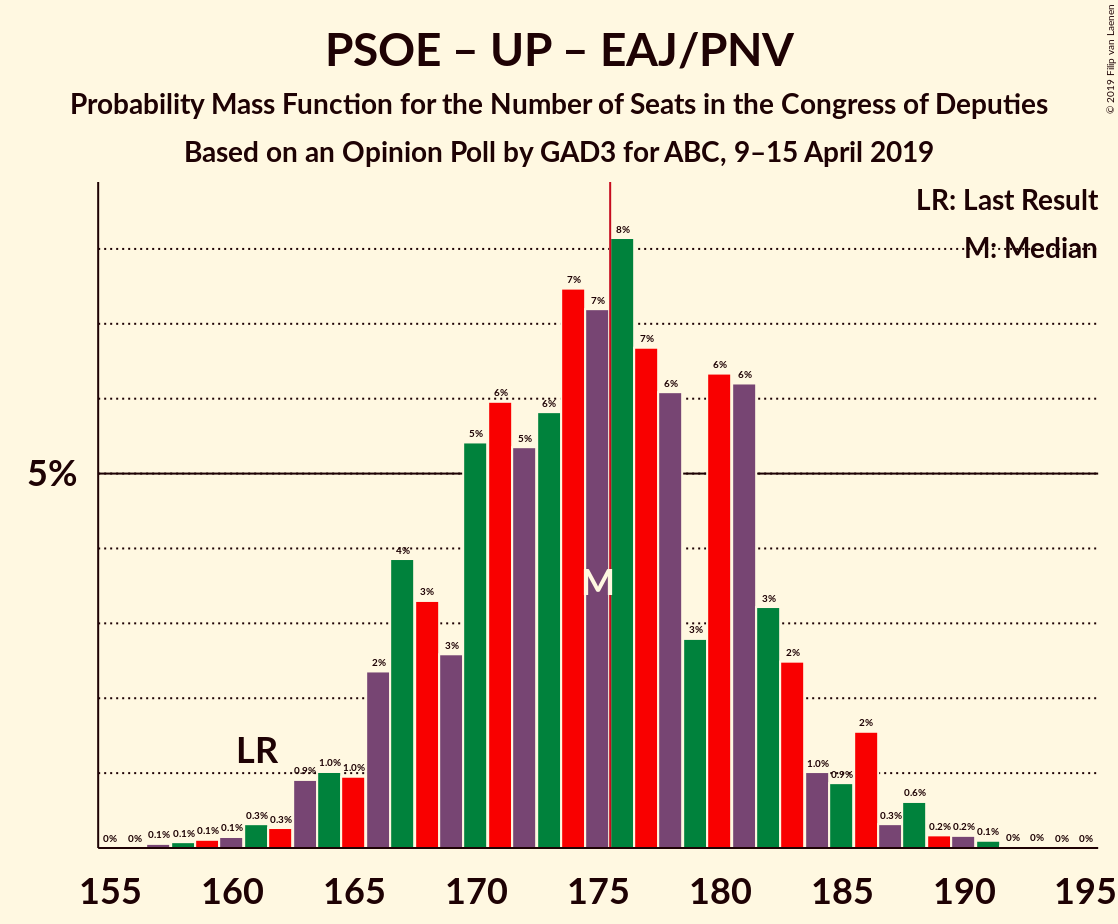 PSOE – UP – EAJ/PNV
Probability Mass Function for the Number of Seats in the Congress of Deputies
Based on an Opinion Poll by GAD3 for ABC, 9–15 April 2019
© 2019 Filip van Laenen
LR: Last Result
M: Median
5%
LR
M
0% 0% 0.1% 0.1% 0.1% 0.1% 0.3% 0.3% 0.9% 1.0% 1.0% 2% 4% 3% 3% 5% 6% 5% 6% 7% 7% 8% 7% 6% 3% 6% 6% 3% 2% 1.0% 0.9% 2% 0.3% 0.6% 0.2% 0.2% 0.1% 0% 0% 0% 0%
155 160 165 170 175 180 185 190 195